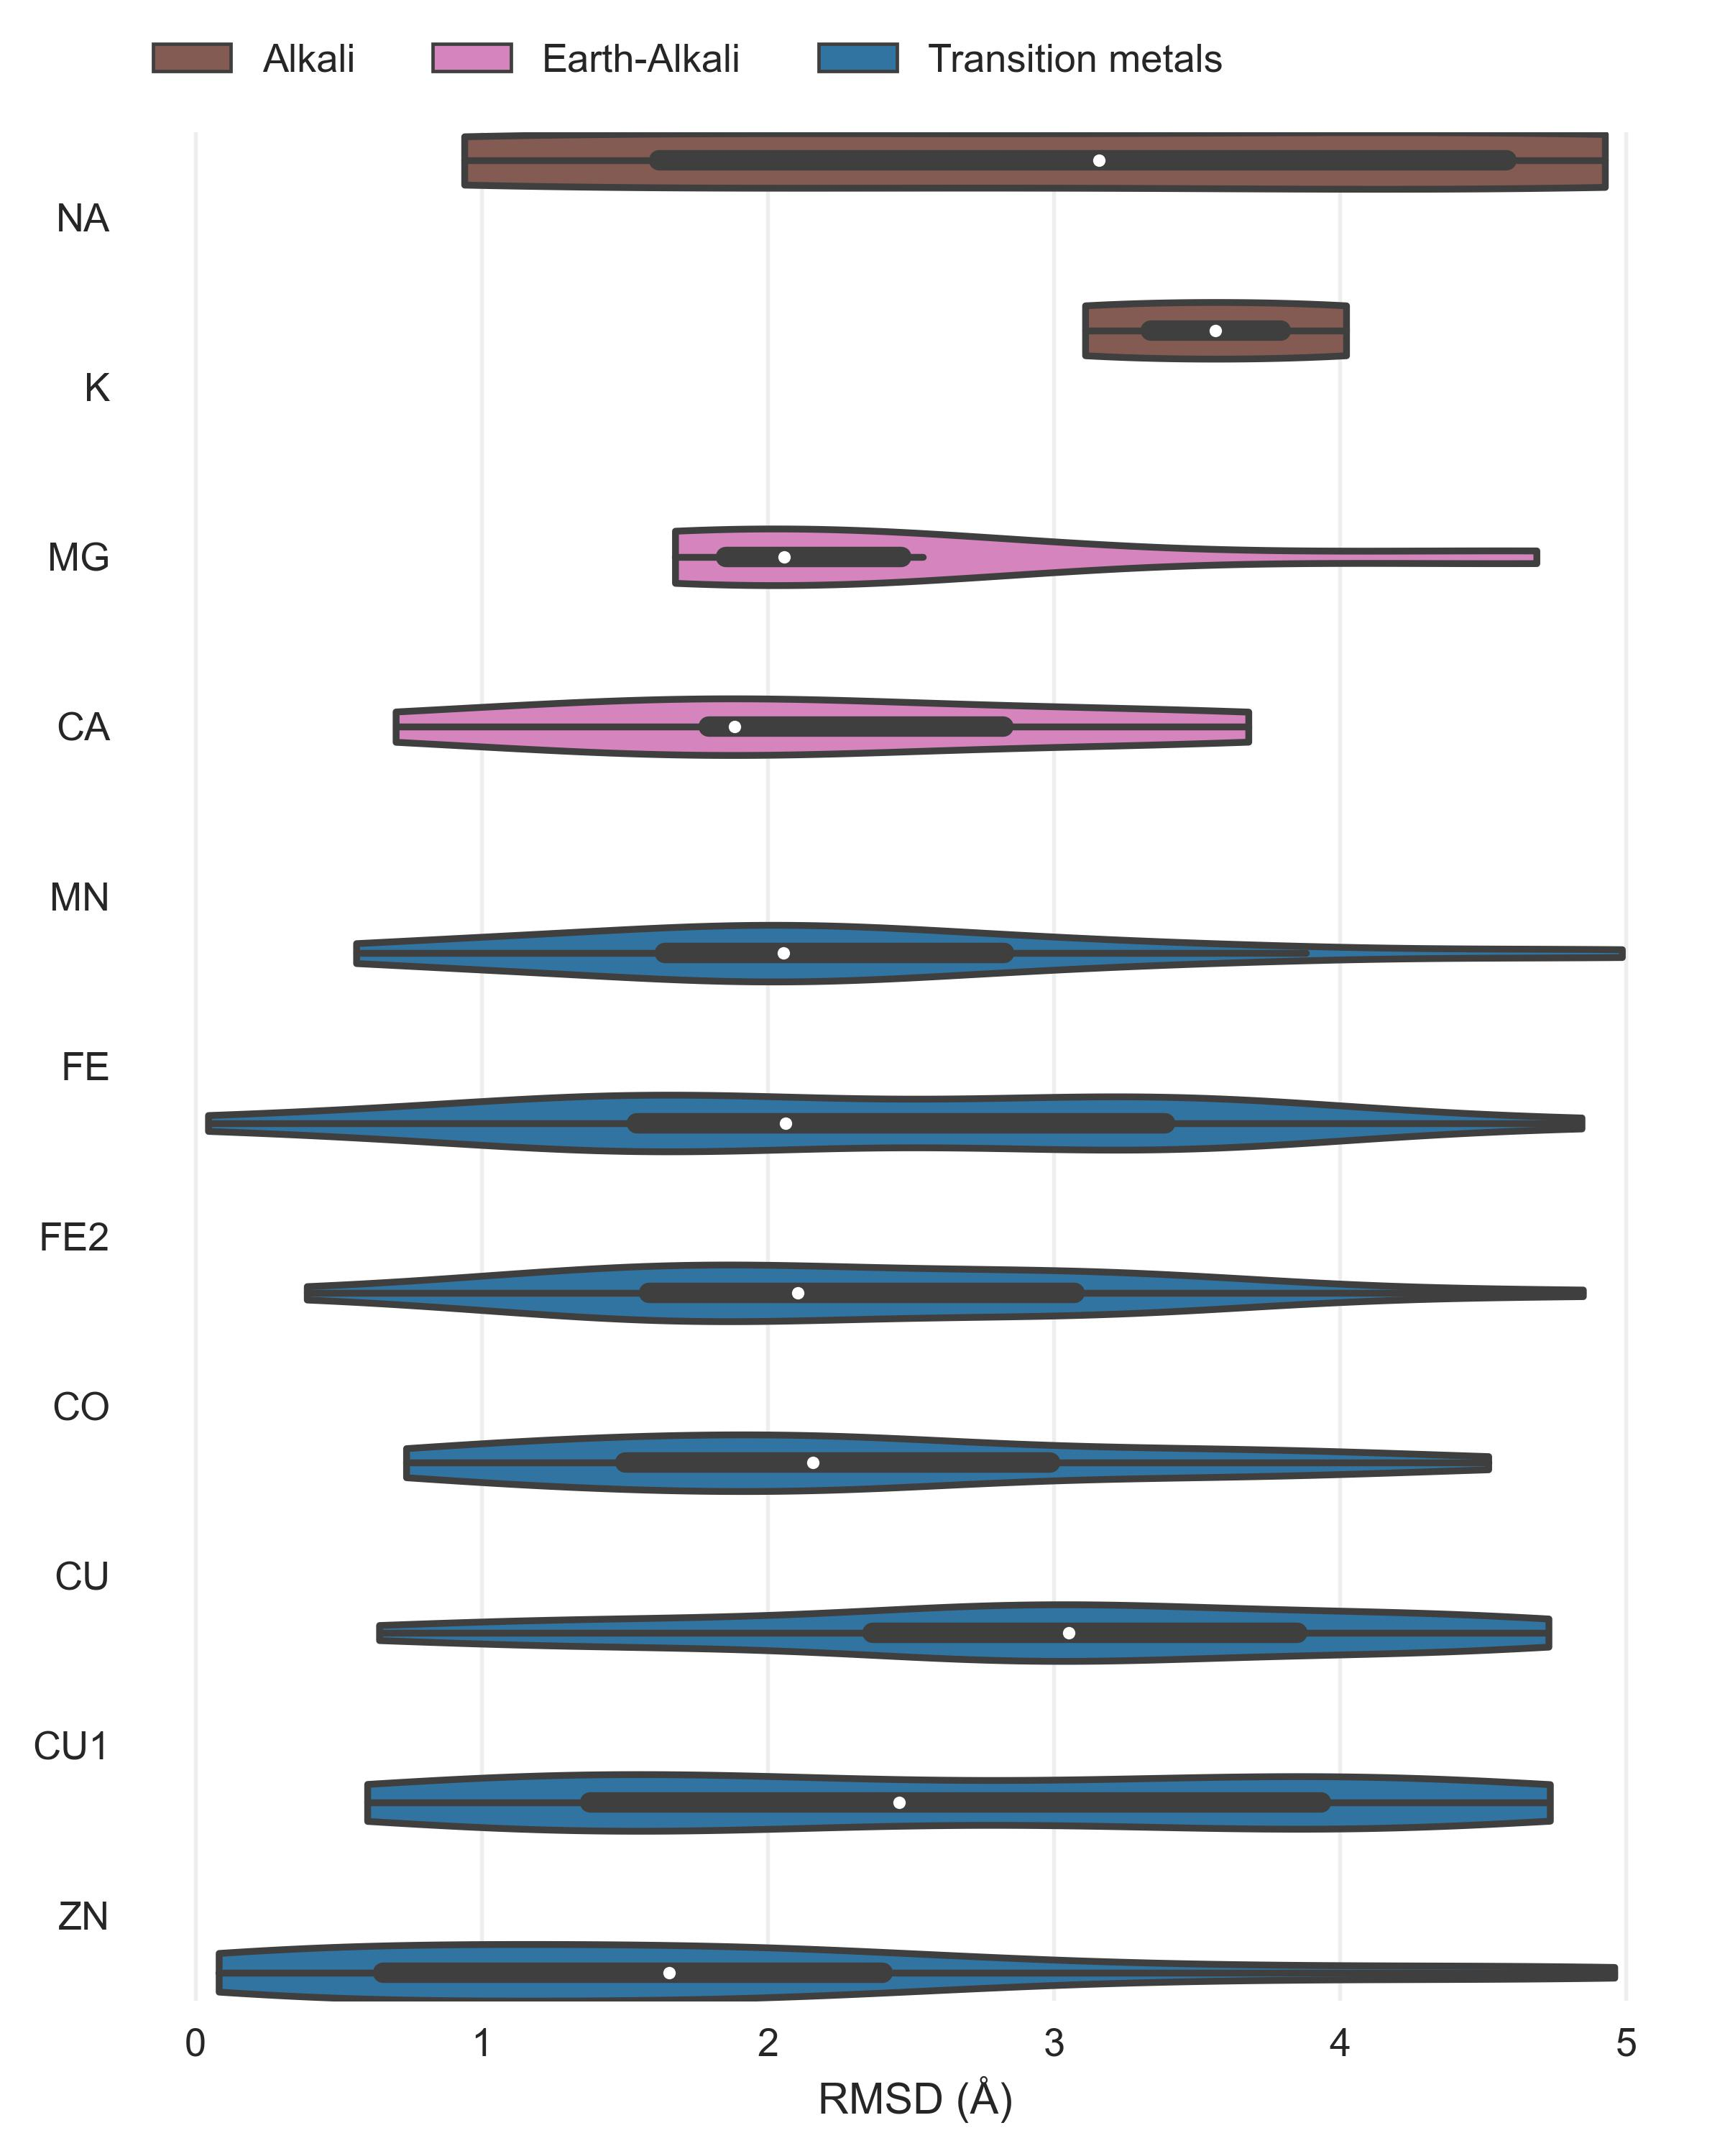 Alkali Earth-Alkali Transition metals
NA
K
MG
CA
MN
FE
FE2
CO
CU
CU1
ZN
0 1 2 3 4 5
RMSD (Å)